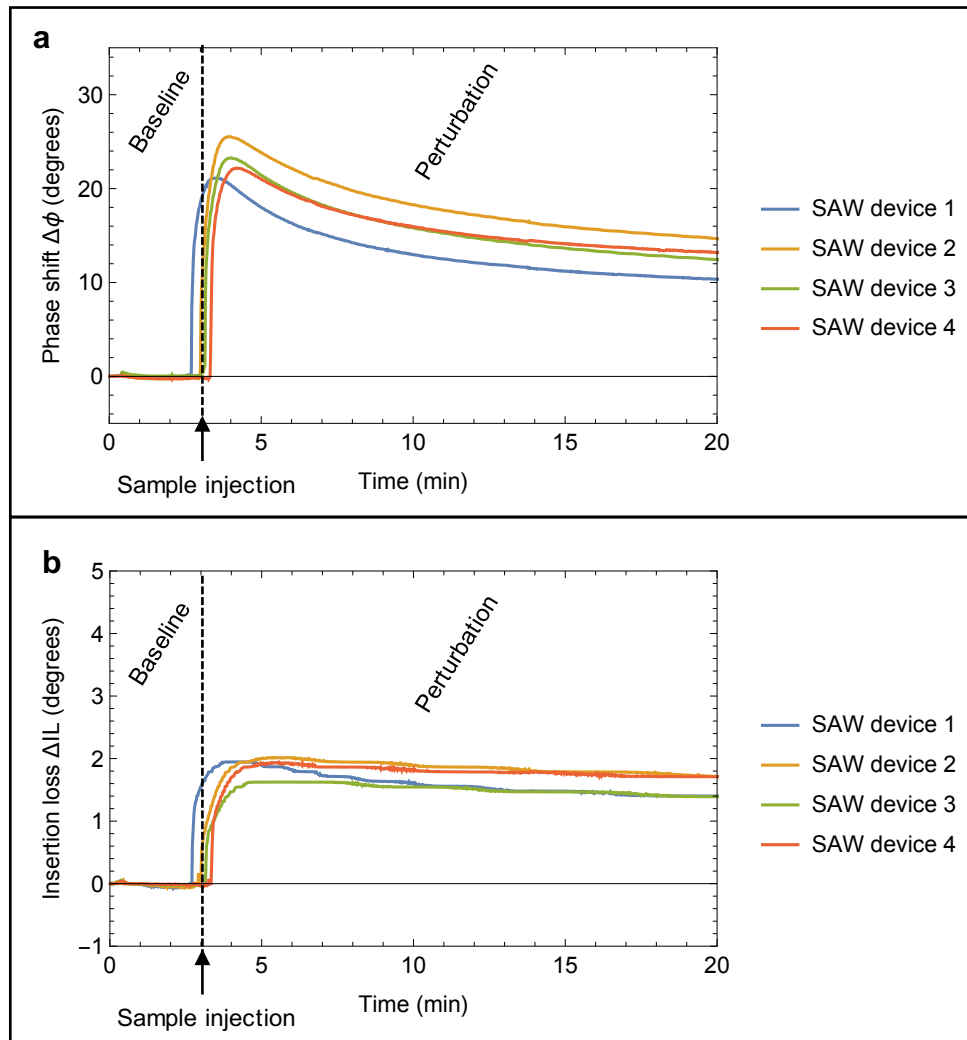 a
Baseline
Perturbation
Phase shift Δϕ (degrees)
30
20
10
0
0 5 10 15 20
Sample injection
Time (min)
SAW device 1
SAW device 2
SAW device 3
SAW device 4
b
Baseline
Perturbation
Insertion loss ΔIL (degrees)
5
4
3
2
1
0
−1
0 5 10 15 20
Sample injection
Time (min)
SAW device 1
SAW device 2
SAW device 3
SAW device 4